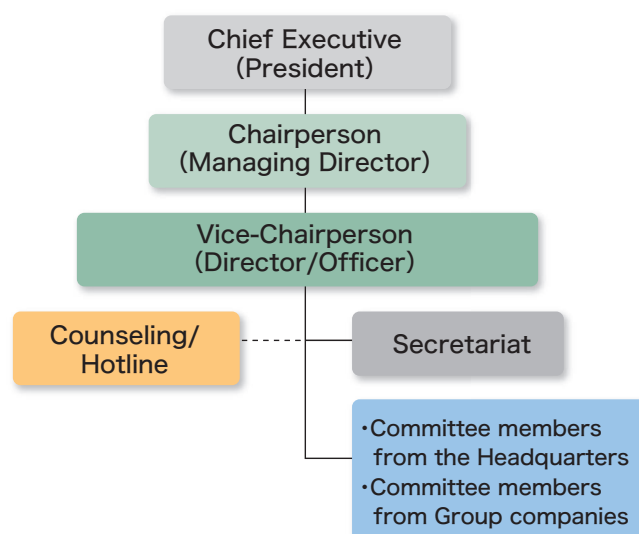 Chief Executive
(President)
Chairperson
(Managing Director)
Vice-Chairperson
(Director/Officer)
Counseling/
Hotline
Secretariat
・Committee members
from the Headquarters
・Committee members
from Group companies